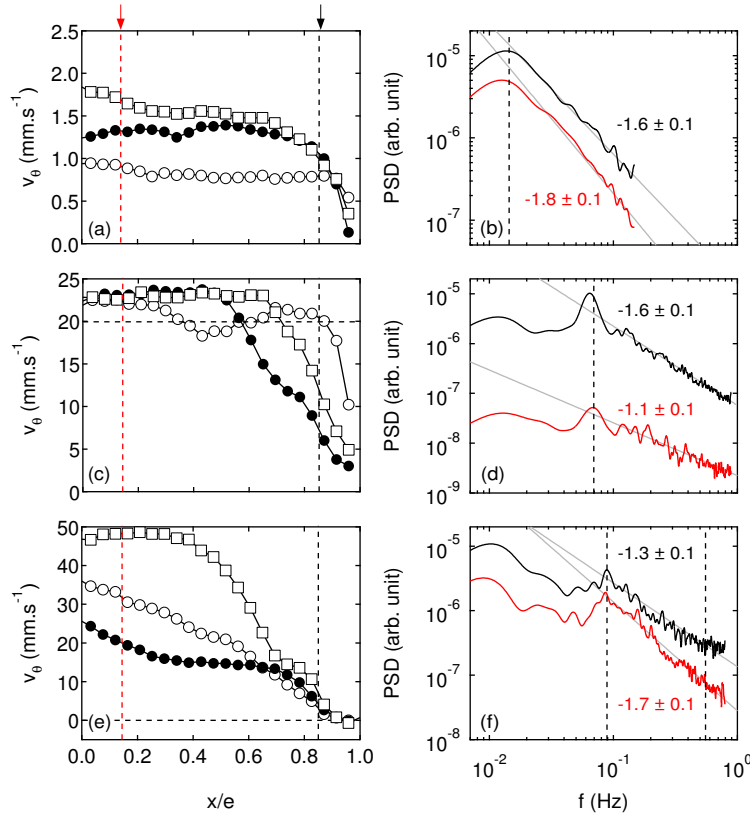 2.5
2.0
1.5
1.0
0.5
0.0
vθ (mm.s⁻¹)
(a)
10⁻⁵
10⁻⁶
10⁻⁷
PSD (arb. unit)
-1.6 ± 0.1
-1.8 ± 0.1
(b)
25
20
15
10
5
0
vθ (mm.s⁻¹)
(c)
10⁻⁵
10⁻⁶
10⁻⁷
10⁻⁸
10⁻⁹
PSD (arb. unit)
-1.6 ± 0.1
-1.1 ± 0.1
(d)
50
40
30
20
10
0
vθ (mm.s⁻¹)
(e)
0.0 0.2 0.4 0.6 0.8 1.0
x/e
10⁻⁵
10⁻⁶
10⁻⁷
10⁻⁸
PSD (arb. unit)
-1.3 ± 0.1
-1.7 ± 0.1
(f)
10⁻² 10⁻¹ 10⁰
f (Hz)